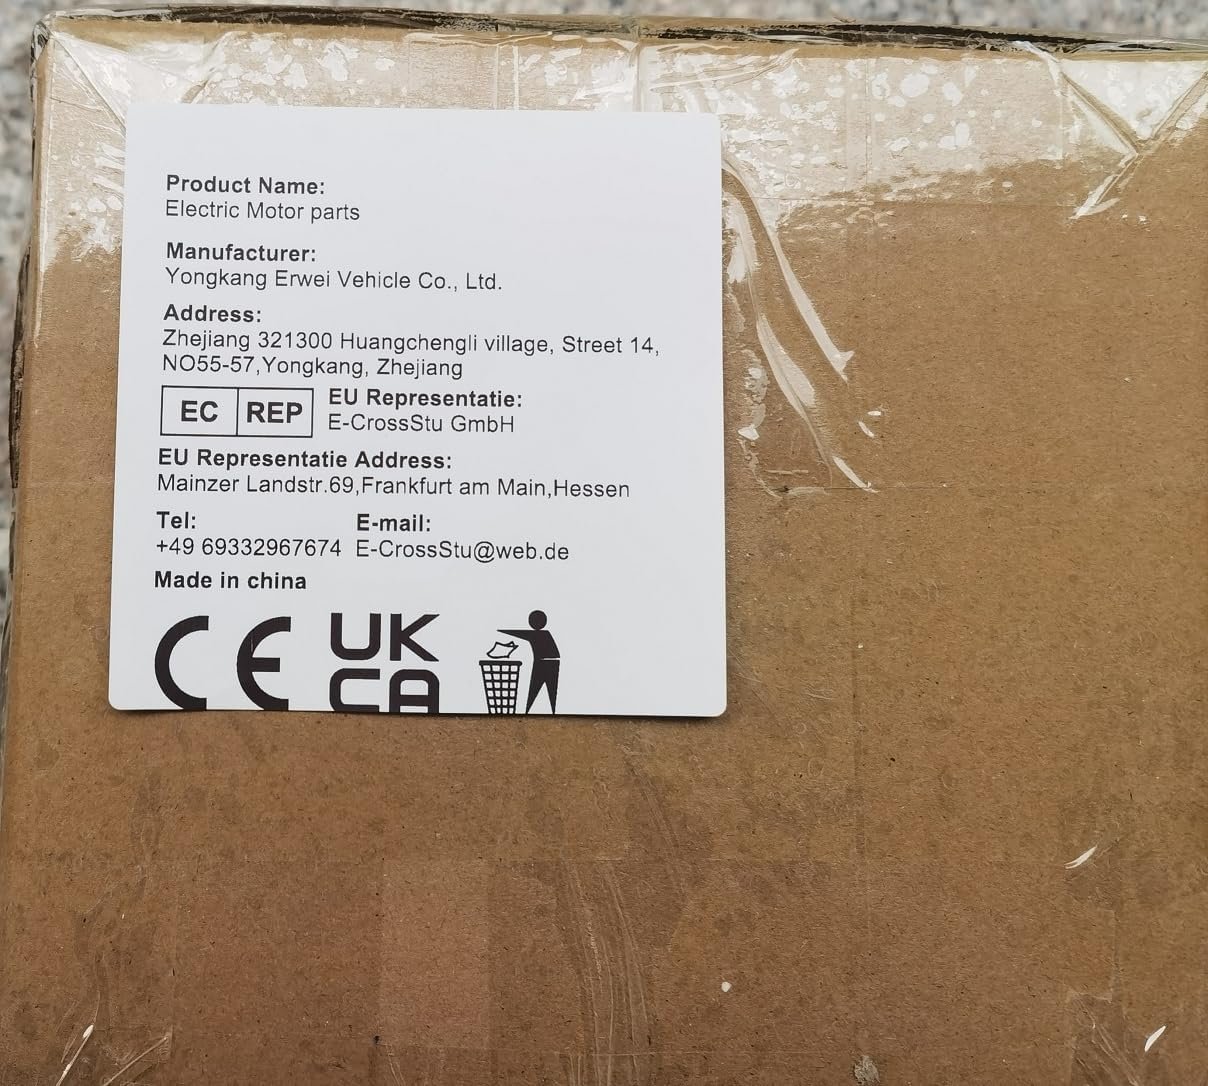 Product Name:
Electric Motor parts
Manufacturer:
Yongkang Erwei Vehicle Co., Ltd.
Address:
Zhejiang 321300 Huangchengli village, Street 14,
NO55-57,Yongkang, Zhejiang
EC REP
EU Representatie:
E-CrossStu GmbH
EU Representatie Address:
Mainzer Landstr.69,Frankfurt am Main,Hessen
Tel: E-mail:
+49 69332967674 E-CrossStu@web.de
Made in china
CE UK
CA